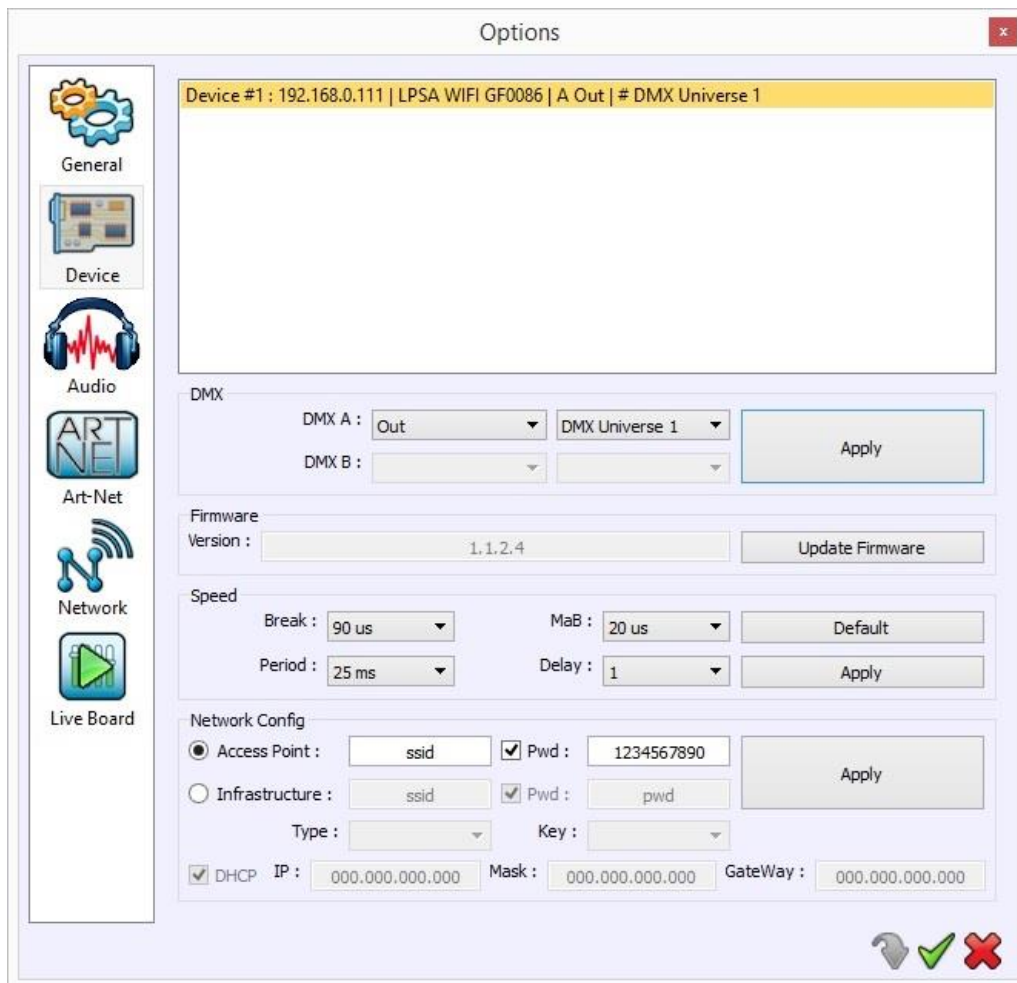 Options
x
General
Device
Audio
ART
NET
Art-Net
Network
Live Board
Device #1 : 192.168.0.111 | LPSA WIFI GF0086 | A Out | # DMX Universe 1
DMX
DMX A : Out DMX Universe 1 Apply
DMX B :
Firmware
Version : 1.1.2.4 Update Firmware
Speed
Break : 90 us MaB : 20 us Default
Period : 25 ms Delay : 1 Apply
Network Config
Access Point : ssid Pwd : 1234567890 Apply
Infrastructure : ssid Pwd : pwd
Type : Key :
DHCP IP : 000.000.000.000 Mask : 000.000.000.000 GateWay : 000.000.000.000